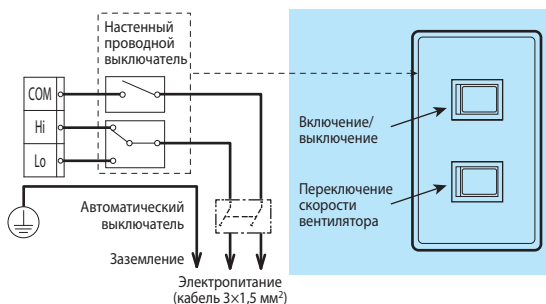 Настенный
проводной
выключатель
COM
Hi
Lo
Автоматический
выключатель
Заземление
Электропитание
(кабель 3×1,5 мм²)
Включение/
выключение
Переключение
скорости
вентилятора